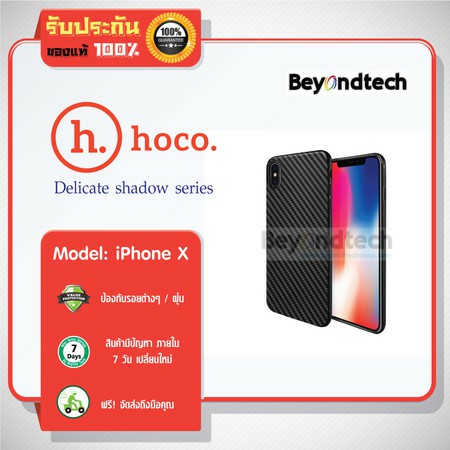 รับประกัน
ของแท้ 100%
100%
GUARANTEE
Beyondtech
h. hoco.
Delicate shadow series
Beyondtech
Model: iPhone X
VALUE
PROTECTION
ป้องกันรอยต่างๆ / ฝุ่น
7
Days
สินค้ามีปัญหา ภายใน
7 วัน เปลี่ยนใหม่
ฟรี! จัดส่งถึงมือคุณ